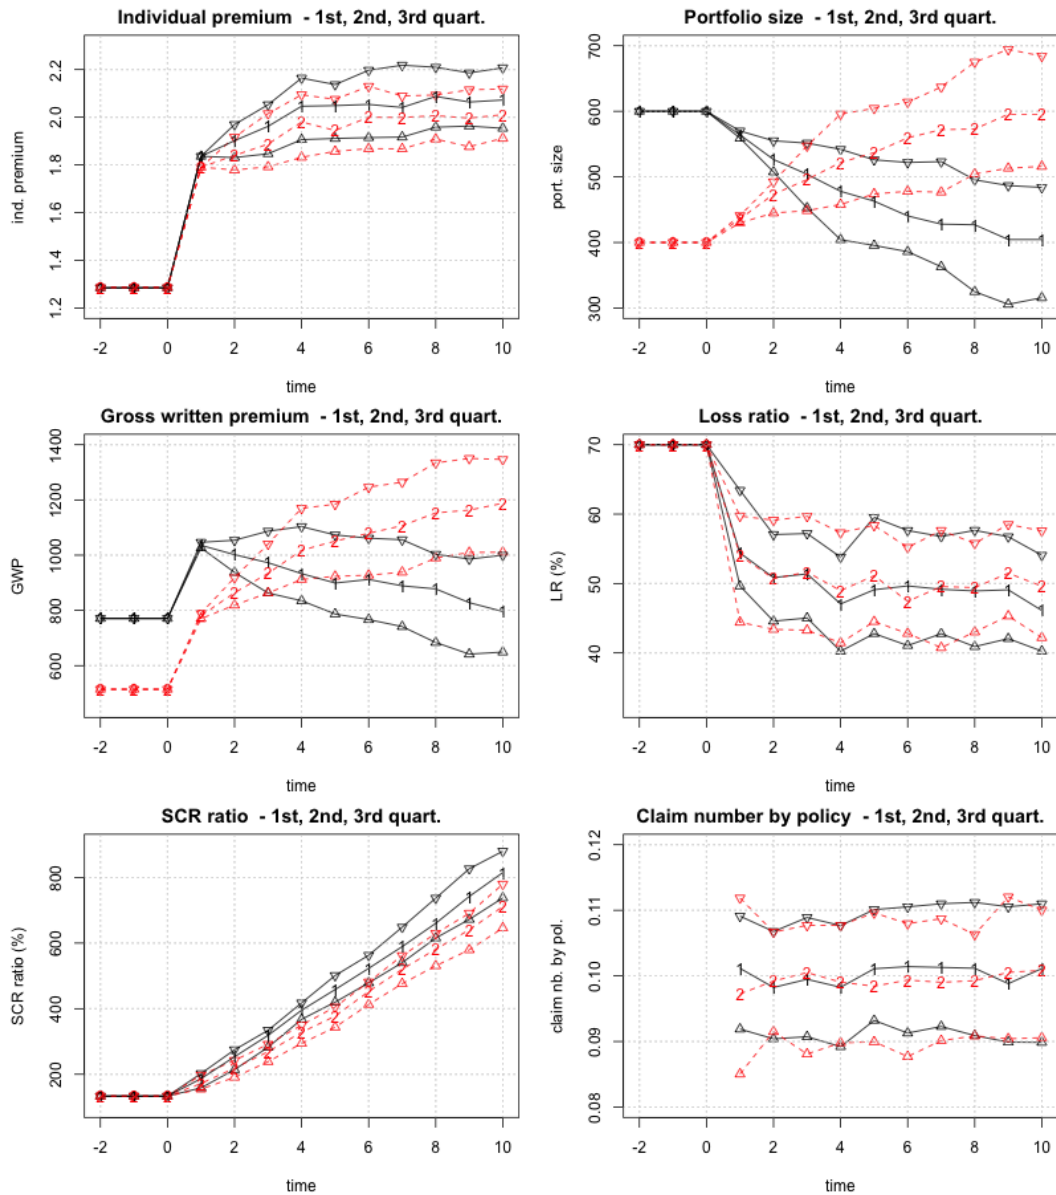 Individual premium - 1st, 2nd, 3rd quart.
ind. premium
1.2 1.4 1.6 1.8 2.0 2.2
-2 0 2 4 6 8 10
time
Portfolio size - 1st, 2nd, 3rd quart.
port. size
300 400 500 600 700
-2 0 2 4 6 8 10
time
Gross written premium - 1st, 2nd, 3rd quart.
GWP
600 800 1000 1200 1400
-2 0 2 4 6 8 10
time
Loss ratio - 1st, 2nd, 3rd quart.
LR (%)
40 50 60 70
-2 0 2 4 6 8 10
time
SCR ratio - 1st, 2nd, 3rd quart.
SCR ratio (%)
200 400 600 800
-2 0 2 4 6 8 10
time
Claim number by policy - 1st, 2nd, 3rd quart.
claim nb. by pol.
0.08 0.09 0.10 0.11 0.12
-2 0 2 4 6 8 10
time